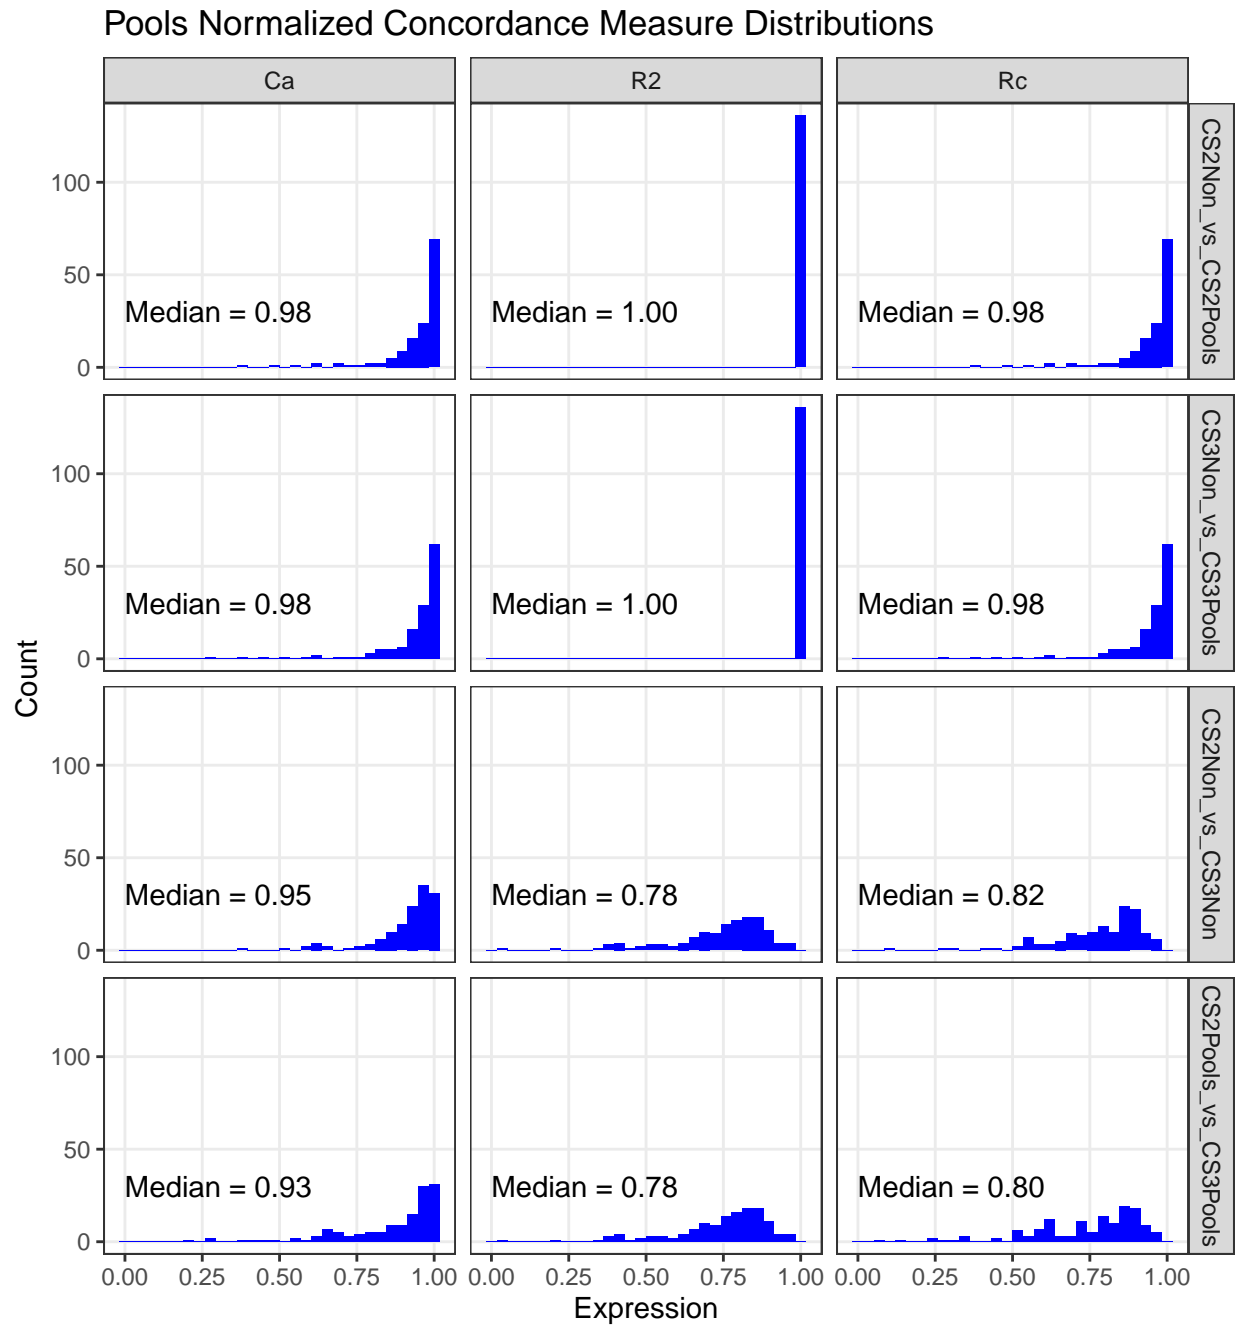 Pools Normalized Concordance Measure Distributions
Ca
R2
Rc
CS2Non_vs_CS2Pools
100
50
0
Median = 0.98
Median = 1.00
Median = 0.98
CS3Non_vs_CS3Pools
100
50
0
Median = 0.98
Median = 1.00
Median = 0.98
Count
CS2Non_vs_CS3Non
100
50
0
Median = 0.95
Median = 0.78
Median = 0.82
CS2Pools_vs_CS3Pools
100
50
0
Median = 0.93
Median = 0.78
Median = 0.80
0.00 0.25 0.50 0.75 1.00
0.00 0.25 0.50 0.75 1.00
0.00 0.25 0.50 0.75 1.00
Expression